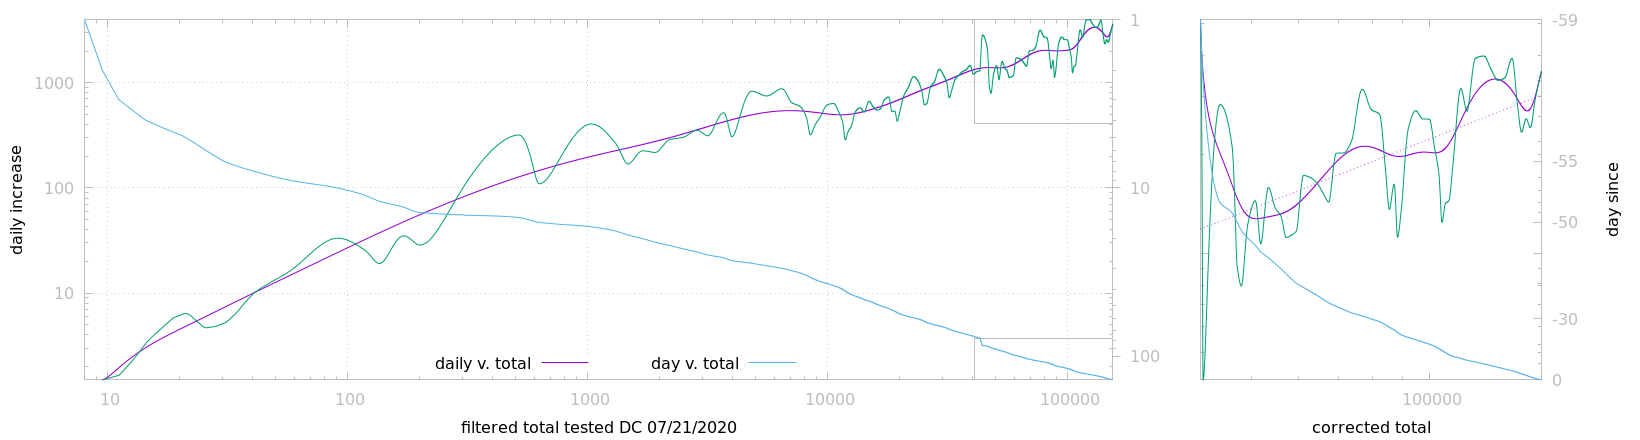 daily increase
1000
100
10
10
100
1000
10000
100000
filtered total tested DC 07/21/2020
daily v. total
day v. total
1
10
100
100000
corrected total
-59
-55
-50
-30
0
day since